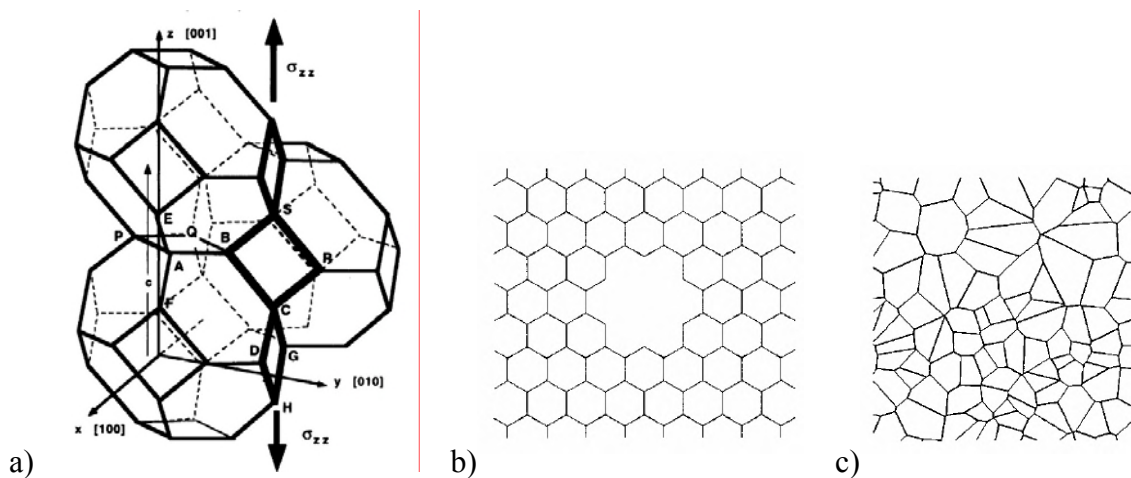 z [001]
σzz
E
S
P
Q
B
R
A
c
F
C
D
G
y [010]
x [100]
H
σzz
a)
b)
c)